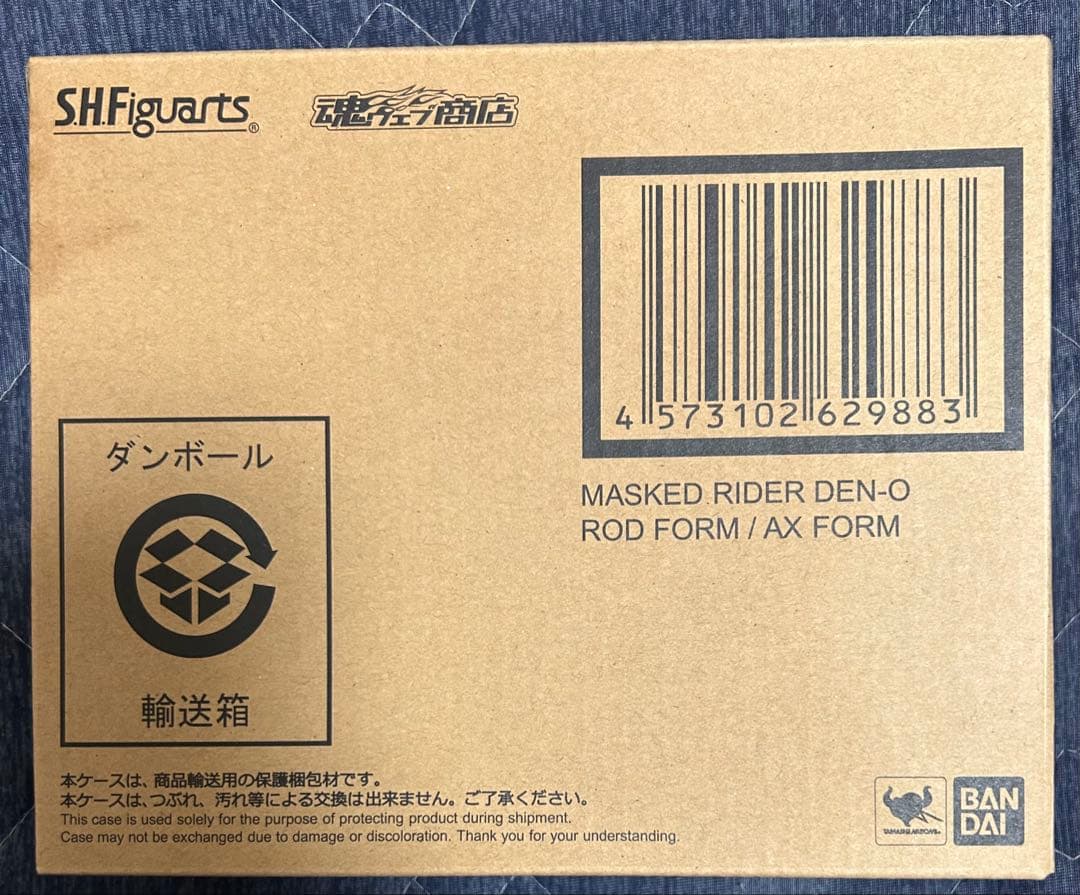 S.H.Figuarts®
魂ウェブ商店
4 573102 629883
MASKED RIDER DEN-O
ROD FORM / AX FORM
ダンボール
輸送箱
本ケースは、商品輸送用の保護梱包材です。
本ケースは、つぶれ、汚れ等による交換は出来ません。ご了承ください。
This case is used solely for the purpose of protecting product during shipment.
Case may not be exchanged due to damage or discoloration. Thank you for your understanding.
TAMASHII NATIONS
BAN
DAI